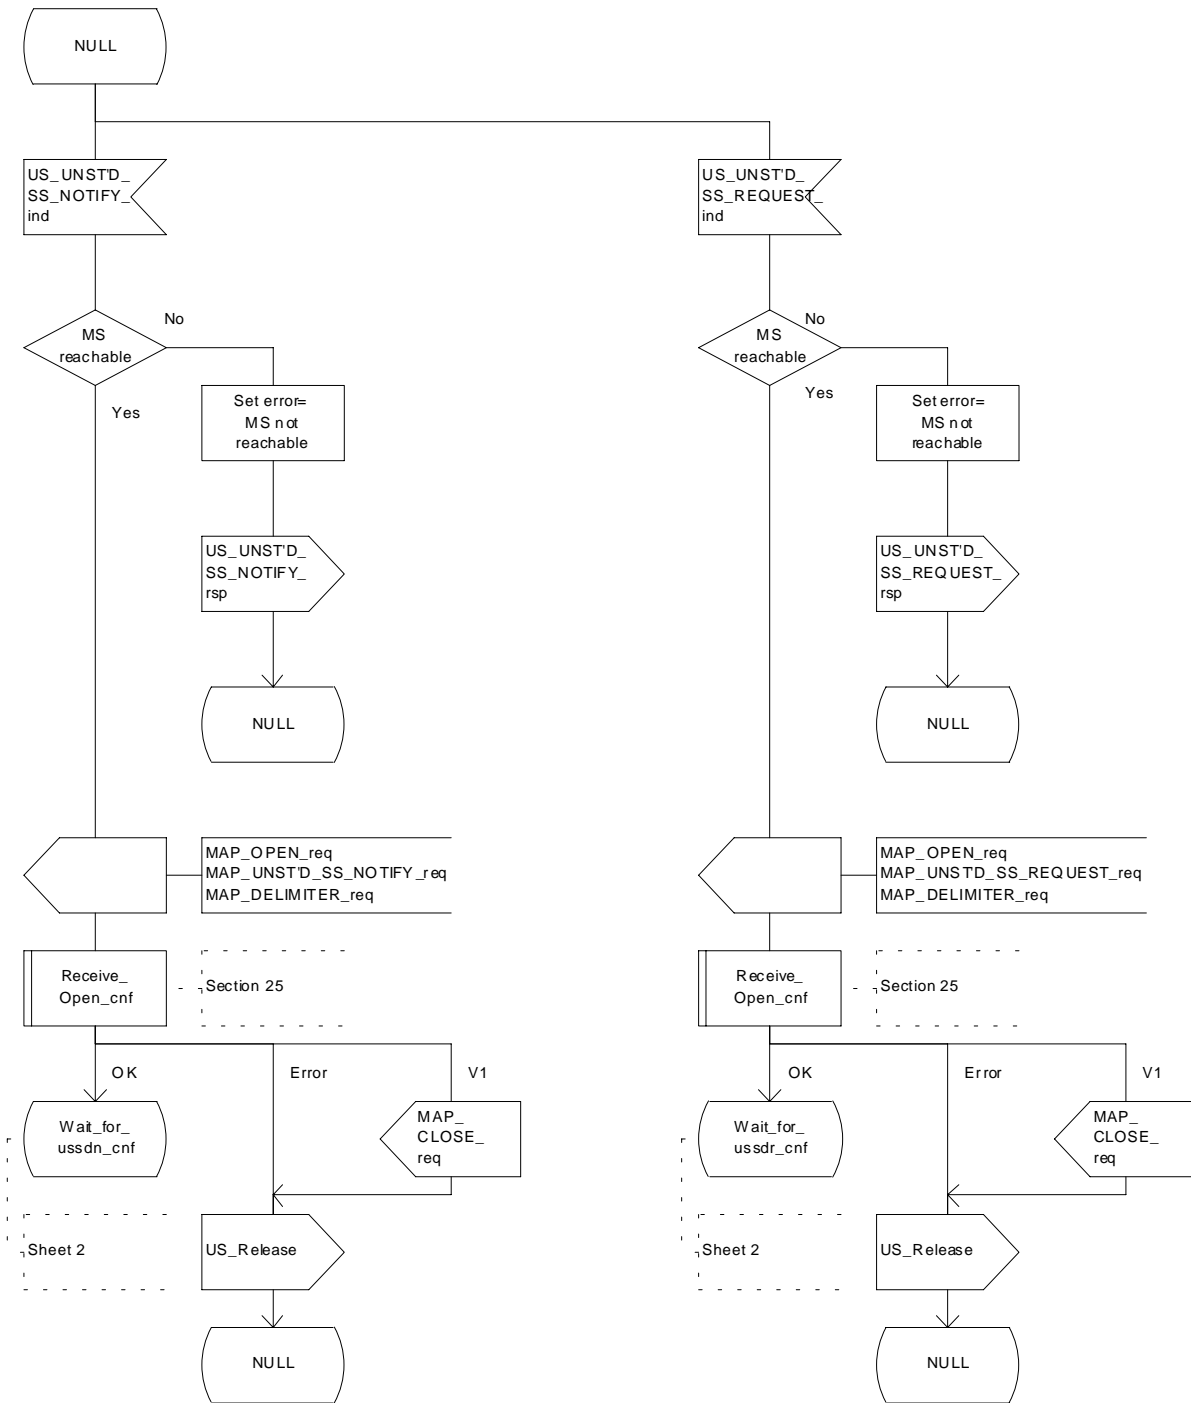 NULL
US_UNST'D_
SS_NOTIFY_
ind
US_UNST'D_
SS_REQUEST_
ind
MS
reachable
No
Yes
MS
reachable
No
Yes
Set error=
MS not
reachable
Set error=
MS not
reachable
US_UNST'D_
SS_NOTIFY_
rsp
US_UNST'D_
SS_REQUEST_
rsp
NULL
NULL
MAP_OPEN_req
MAP_UNST'D_SS_NOTIFY_req
MAP_DELIMITER_req
MAP_OPEN_req
MAP_UNST'D_SS_REQUEST_req
MAP_DELIMITER_req
Receive_
Open_cnf
Section 25
Receive_
Open_cnf
Section 25
OK
Error
V1
OK
Error
V1
Wait_for_
ussdn_cnf
MAP_
CLOSE_
req
Wait_for_
ussdr_cnf
MAP_
CLOSE_
req
Sheet 2
US_Release
Sheet 2
US_Release
NULL
NULL